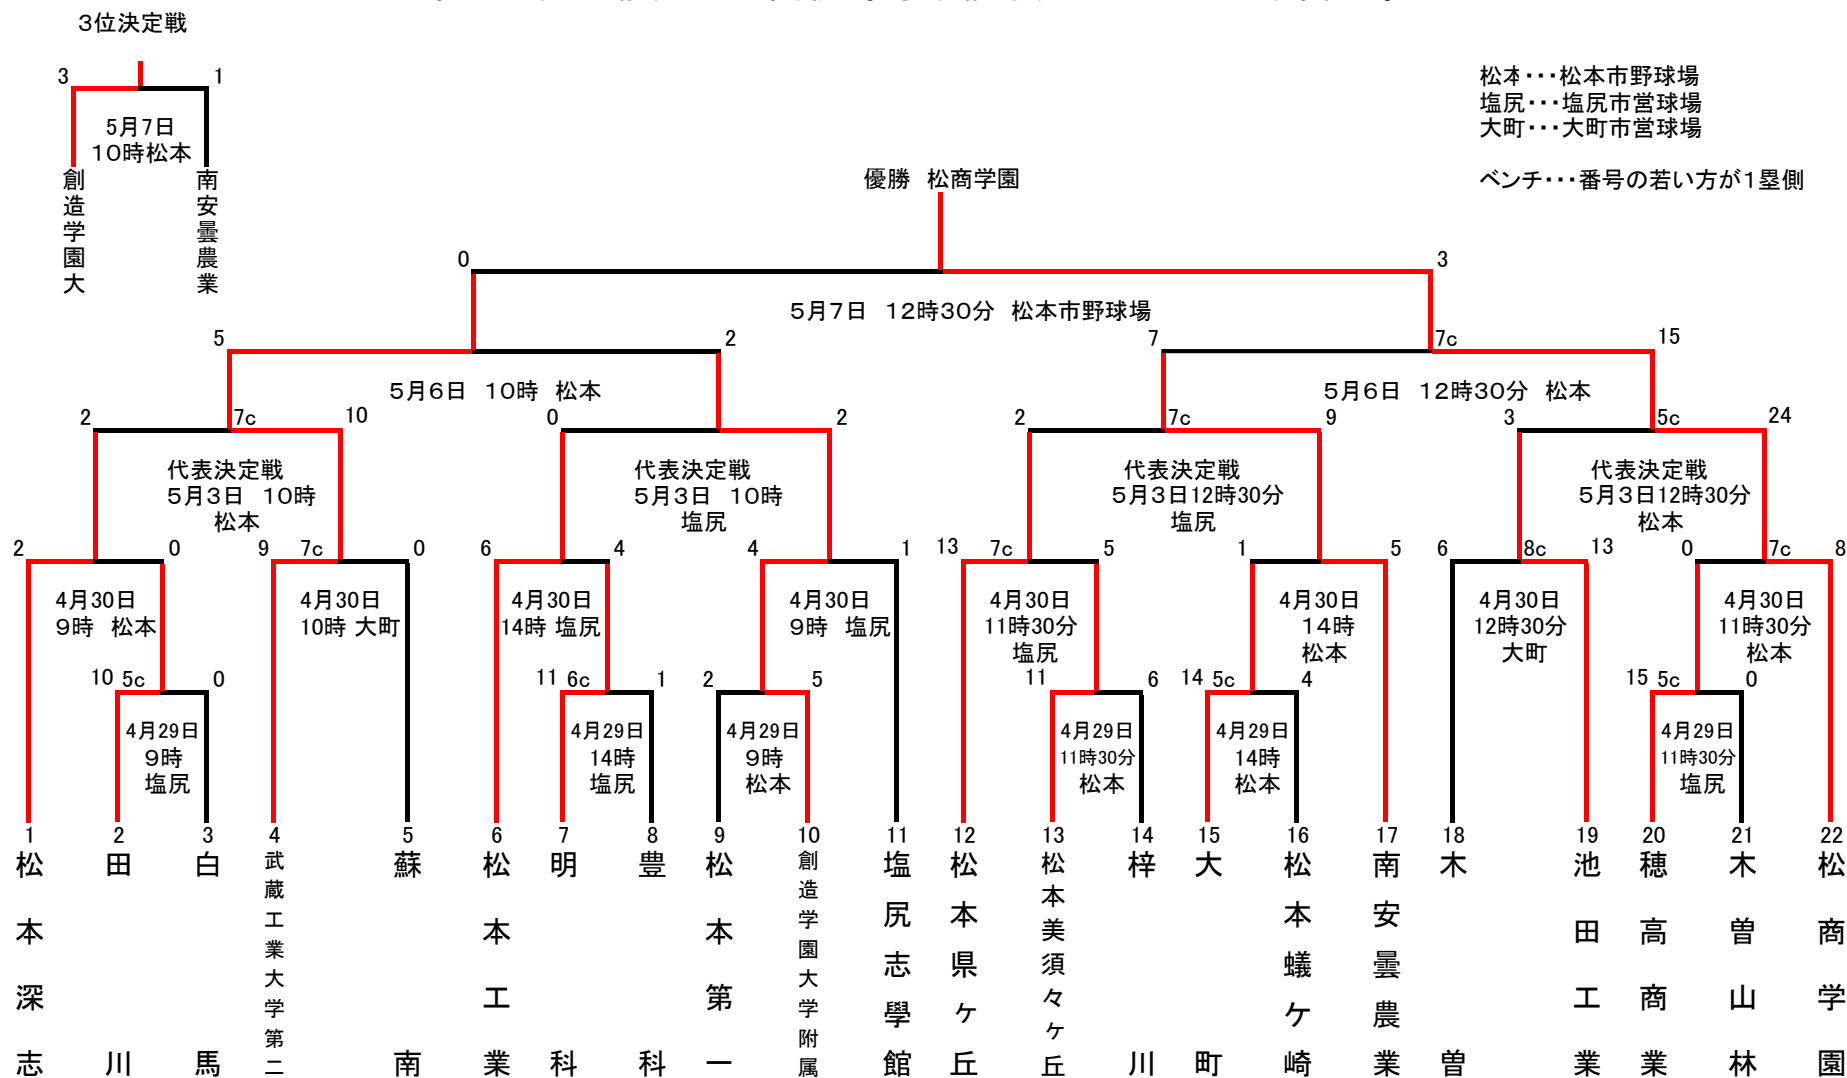 3位決定戦
3 1
5月7日
10時松本
創造学園大
南安曇農業
松本･･･松本市野球場
塩尻･･･塩尻市営球場
大町･･･大町市営球場
ベンチ･･･番号の若い方が1塁側
優勝 松商学園
0 3
5月7日 12時30分 松本市野球場
5 2 7 7c 15
5月6日 10時 松本
5月6日 12時30分 松本
2 7c 10 0 2 2 7c 9 3 5c 24
代表決定戦
5月3日 10時
松本
代表決定戦
5月3日 10時
塩尻
代表決定戦
5月3日12時30分
塩尻
代表決定戦
5月3日12時30分
松本
2 0 9 7c 0 6 4 4 1 13 7c 5 1 5 6 8c 13 0 7c 8
4月30日
9時 松本
4月30日
10時 大町
4月30日
14時 塩尻
4月30日
9時 塩尻
4月30日
11時30分
塩尻
4月30日
14時
松本
4月30日
12時30分
大町
4月30日
11時30分
松本
10 5c 0 11 6c 1 2 5 11 6 14 5c 4 15 5c 0
4月29日
9時
塩尻
4月29日
14時
塩尻
4月29日
9時
松本
4月29日
11時30分
松本
4月29日
14時
松本
4月29日
11時30分
塩尻
1 2 3 4 5 6 7 8 9 10 11 12 13 14 15 16 17 18 19 20 21 22
松本深志
田川
白馬
武蔵工業大学第二
蘇南
松本工業
明科
豊科
松本第一
創造学園大学附属
塩尻志學館
松本県ヶ丘
松本美須々ヶ丘
梓川
大町
松本蟻ケ崎
南安曇農業
木曽
池田工業
穂高商業
木曽山林
松商学園